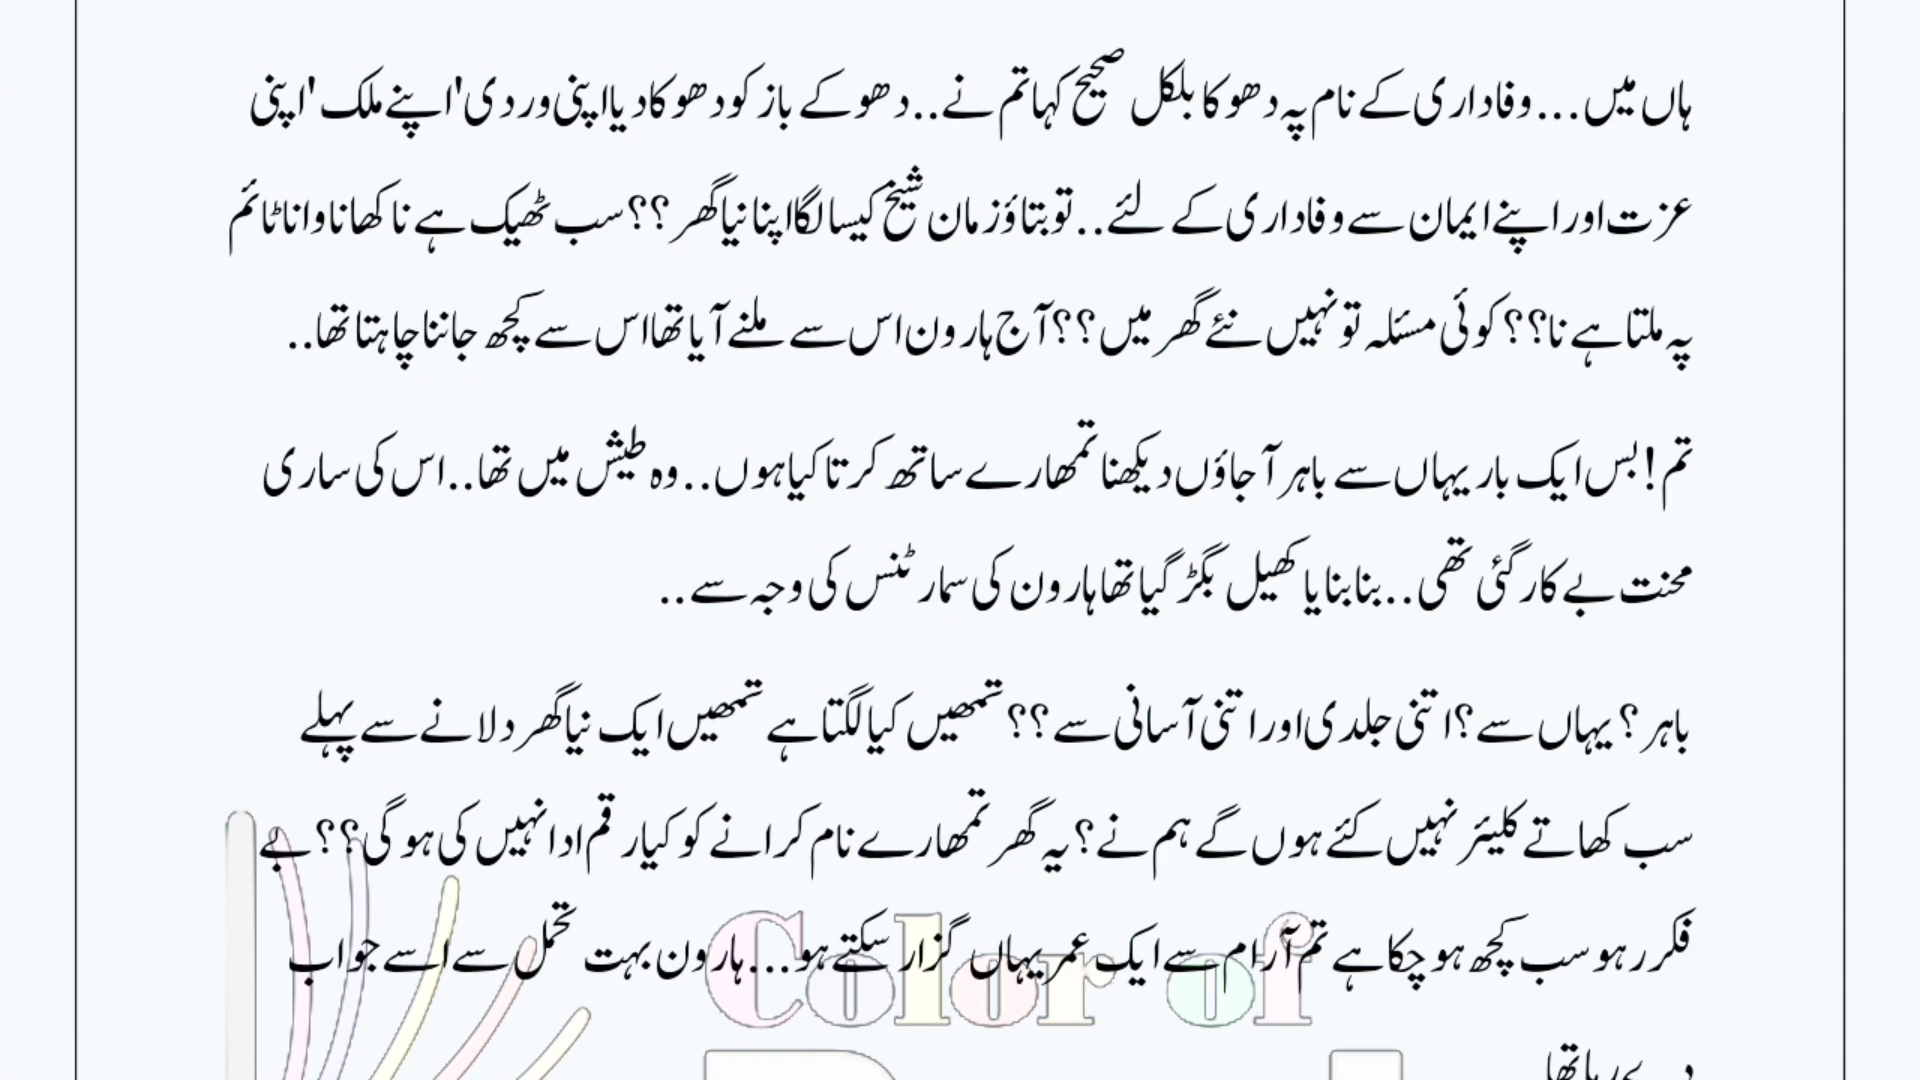 ہاں میں...وفاداری کے نام پہ دھوکا بلکل صحیح کہا تم نے..دھوکے باز کو دھوکا دیا اپنی وردی'اپنے ملک'اپنی
عزت اور اپنے ایمان سے وفاداری کے لئے..تو بتاؤ زمان شیخ کیسا لگا اپنا نیا گھر؟؟سب ٹھیک ہے نا کھانا وانا ٹائم
پہ ملتا ہے نا؟؟کوئی مسئلہ تو نہیں نئے گھر میں؟؟آج ہارون اس سے ملنے آیا تھا اس سے کچھ جاننا چاہتا تھا..
تم!بس ایک بار یہاں سے باہر آجاؤں دیکھنا تمھارے ساتھ کرتا کیا ہوں..وہ طیش میں تھا..اس کی ساری
محنت بے کار گئی تھی..بنا بنایا کھیل بگڑ گیا تھا ہارون کی سمارٹنس کی وجہ سے..
باہر؟یہاں سے؟اتنی جلدی اور اتنی آسانی سے؟؟تمھیں کیا لگتا ہے تمھیں ایک نیا گھر دلانے سے پہلے
سب کھاتے کلیئر نہیں کئے ہوں گے ہم نے؟یہ گھر تمھارے نام کرانے کو کیا رقم ادا نہیں کی ہوگی؟؟بے
فکر رہو سب کچھ ہو چکا ہے تم آرام سے ایک عمر یہاں گزار سکتے ہو...ہارون بہت تحمل سے اسے جواب
Color of
دے رہا تھا